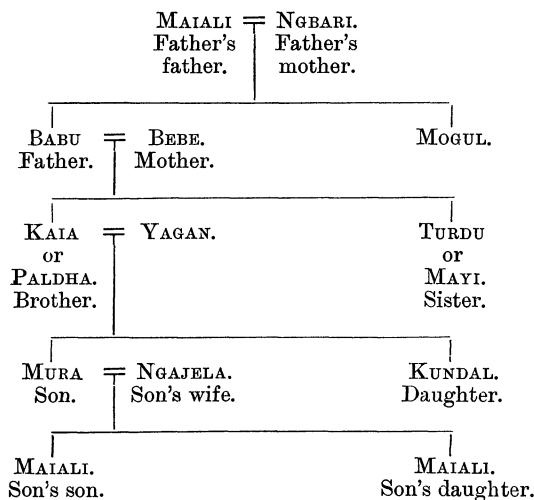 MAIALI = NGBARI.
Father's Father's
father. mother.
BABU = BEBE. MOGUL.
Father. Mother.
KAIA = YAGAN. TURDU
or or
PALDHA. MAYI.
Brother. Sister.
MURA = NGAJELA. KUNDAL.
Son. Son's wife. Daughter.
MAIALI. MAIALI.
Son's son. Son's daughter.